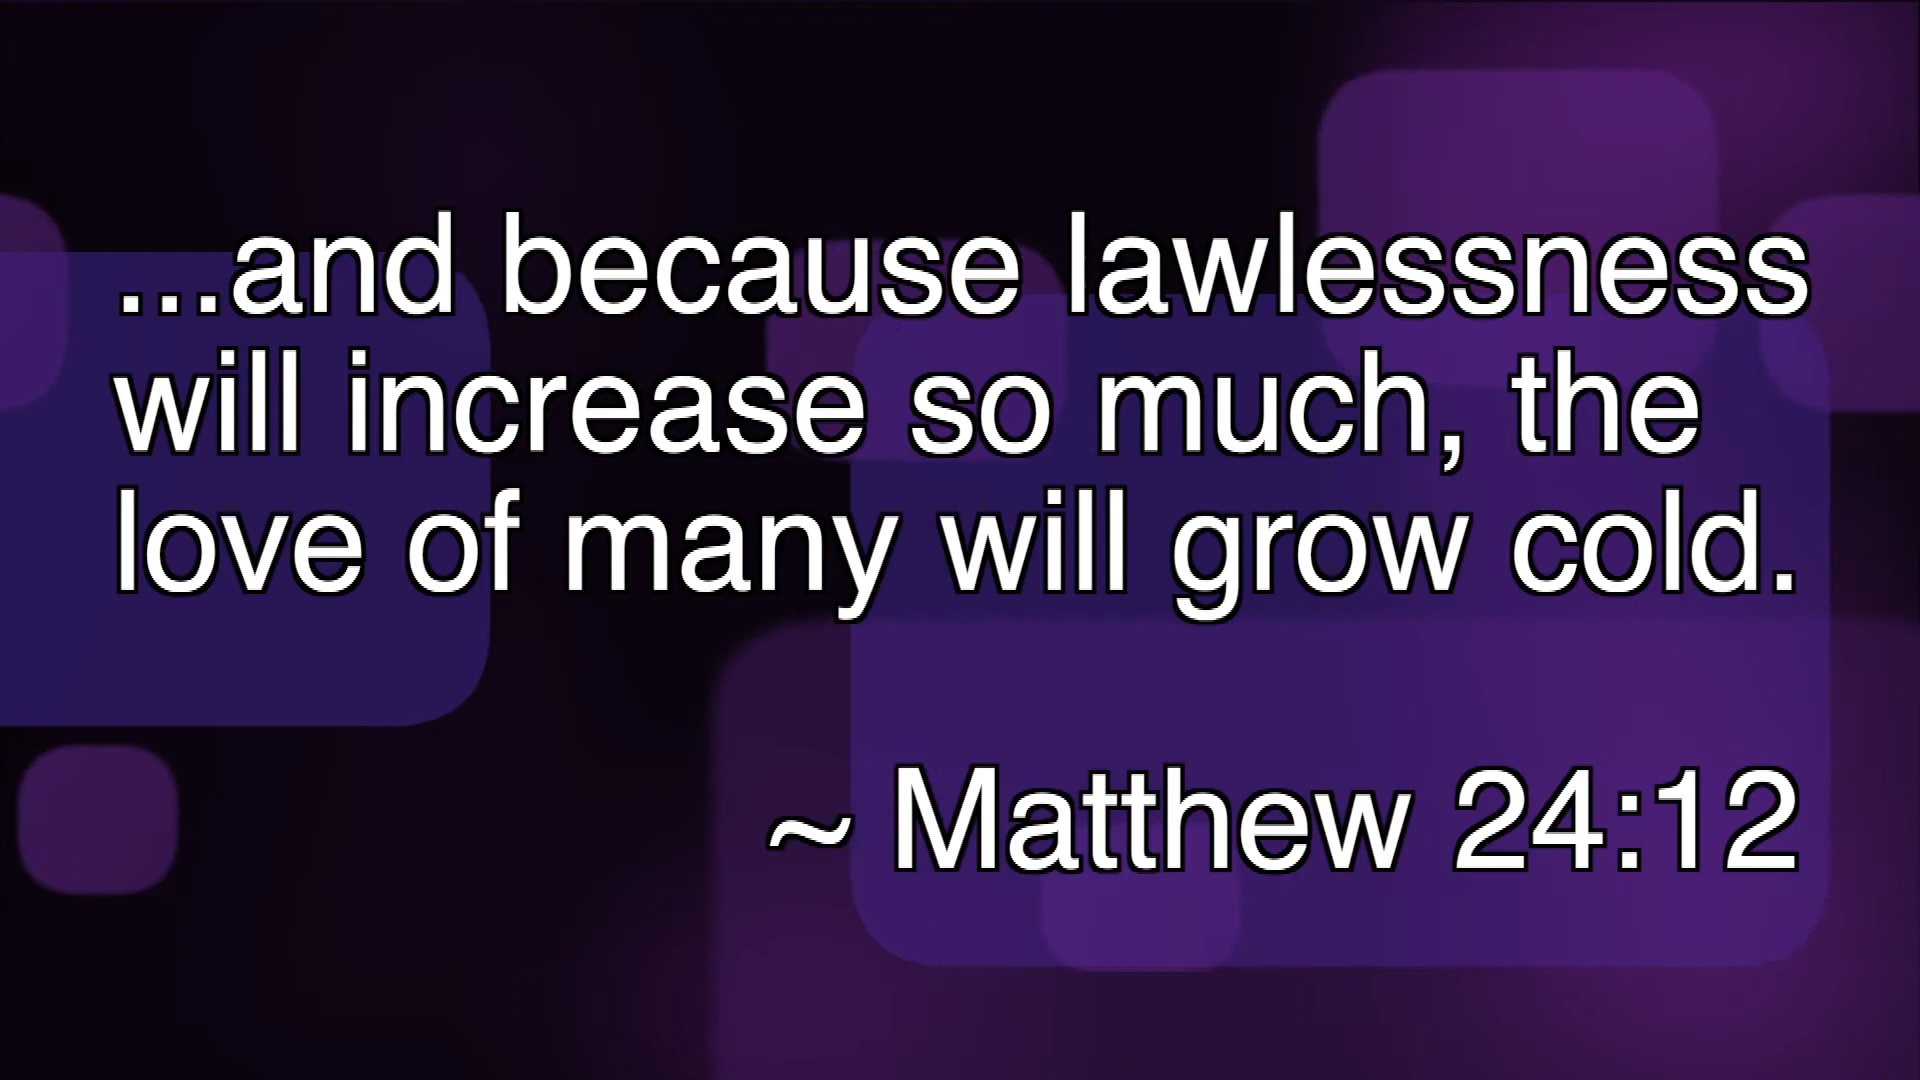 ...and because lawlessness
will increase so much, the
love of many will grow cold.
~ Matthew 24:12